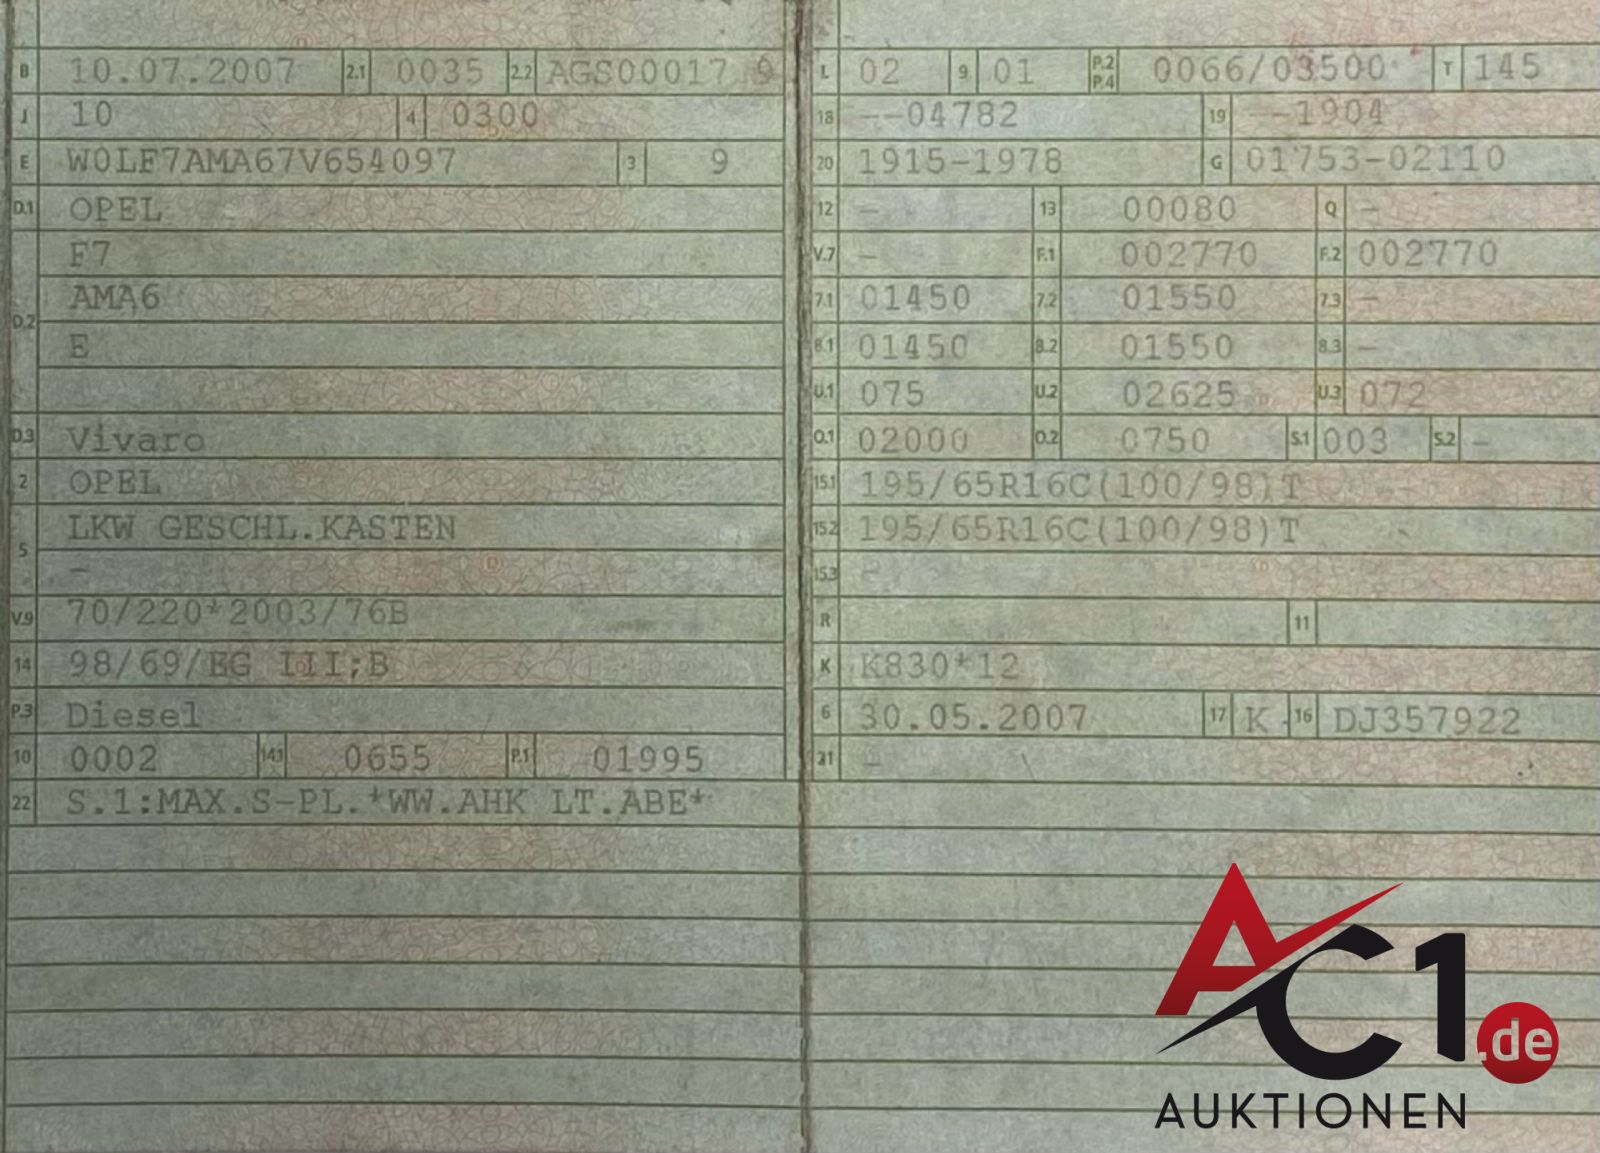 B 10.07.2007 2.1 0035 2.2 AGS00017 9
J 10 4 0300
E W0LF7AMA67V654097 3 9
D.1 OPEL
F7
AMA6
D.2
E
D.3 Vivaro
2 OPEL
LKW GESCHL.KASTEN
5
-
V.9 70/220*2003/76B
14 98/69/EG III;B
P.3 Diesel
10 0002 14.1 0655 P.1 01995
22 S.1:MAX.S-PL.*WW.AHK LT.ABE*
L 02 9 01 P.2 P.4 0066/03500 T 145
18 --04782 19 --1904
20 1915-1978 G 01753-02110
12 - 13 00080 Q -
V.7 - F.1 002770 F.2 002770
7.1 01450 7.2 01550 7.3 -
8.1 01450 8.2 01550 8.3 -
U.1 075 U.2 02625 U.3 072
O.1 02000 O.2 0750 S.1 003 S.2 -
15.1 195/65R16C(100/98)T
15.2 195/65R16C(100/98)T
15.3 -
R 11
K K830*12
6 30.05.2007 17 K 16 DJ357922
21 -
AC1.de
AUKTIONEN